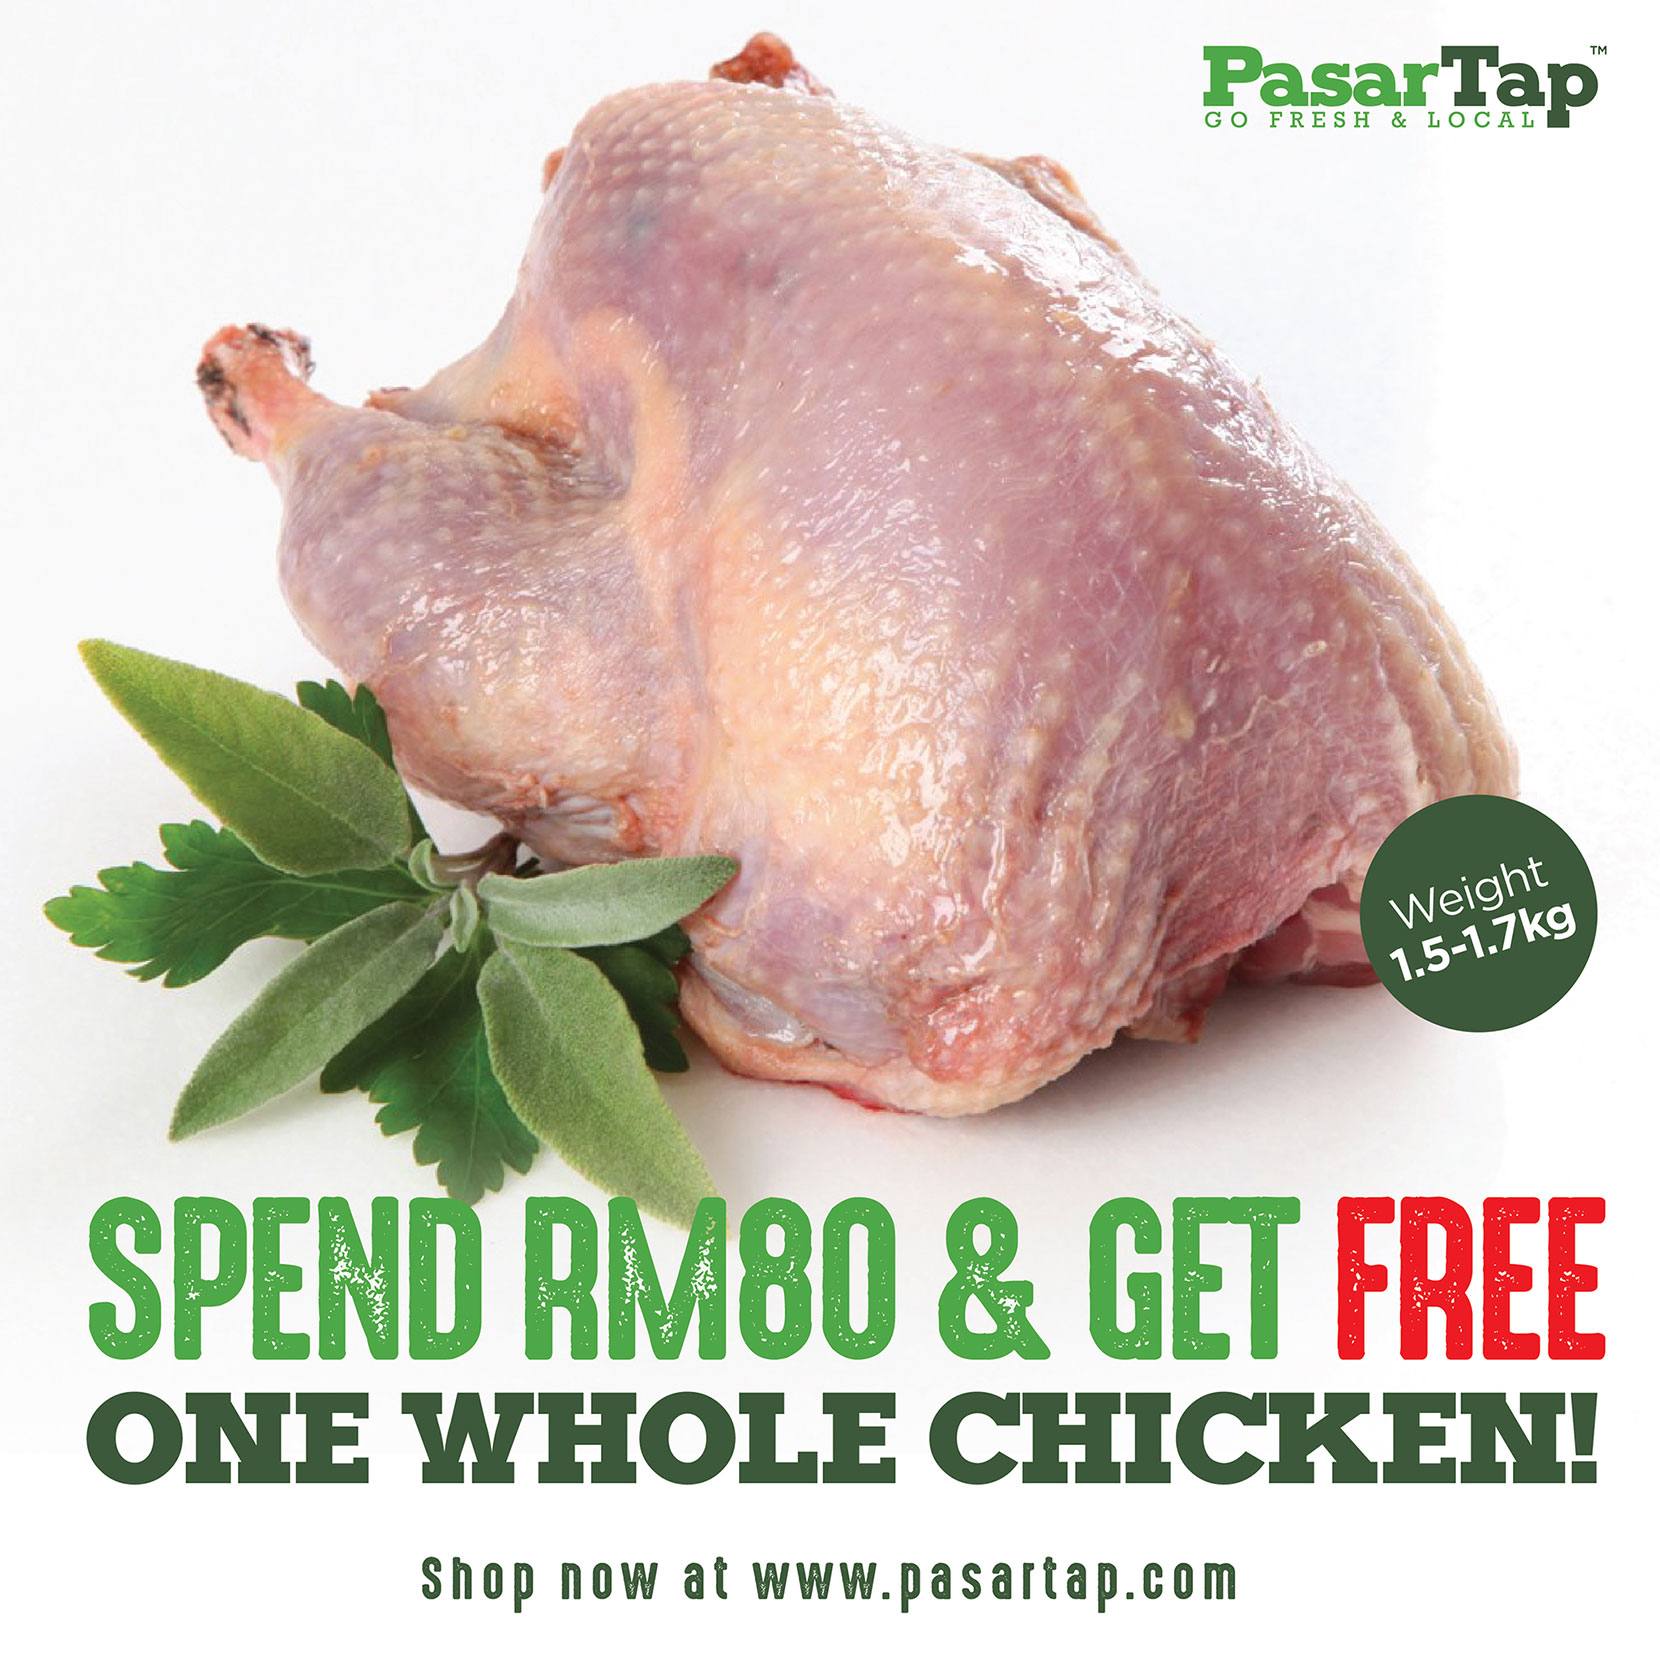 PasarTap™
GO FRESH & LOCAL
Weight
1.5-1.7kg
SPEND RM80 & GET FREE
ONE WHOLE CHICKEN!
Shop now at www.pasartap.com